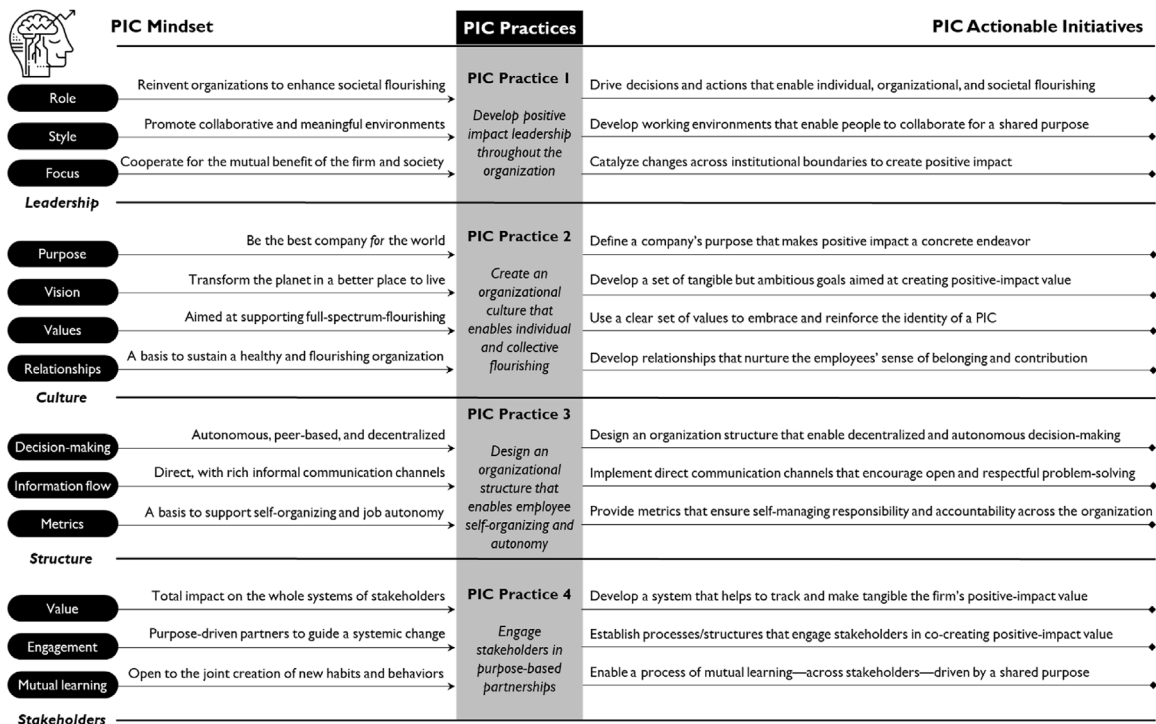 PIC Mindset
PIC Practices
PIC Actionable Initiatives
PIC Practice 1
Develop positive
impact leadership
throughout the
organization
Role
Reinvent organizations to enhance societal flourishing
Drive decisions and actions that enable individual, organizational, and societal flourishing
Style
Promote collaborative and meaningful environments
Develop working environments that enable people to collaborate for a shared purpose
Focus
Cooperate for the mutual benefit of the firm and society
Catalyze changes across institutional boundaries to create positive impact
Leadership
PIC Practice 2
Create an
organizational
culture that
enables individual
and collective
flourishing
Purpose
Be the best company for the world
Define a company's purpose that makes positive impact a concrete endeavor
Vision
Transform the planet in a better place to live
Develop a set of tangible but ambitious goals aimed at creating positive-impact value
Values
Aimed at supporting full-spectrum-flourishing
Use a clear set of values to embrace and reinforce the identity of a PIC
Relationships
A basis to sustain a healthy and flourishing organization
Develop relationships that nurture the employees' sense of belonging and contribution
Culture
PIC Practice 3
Design an
organizational
structure that
enables employee
self-organizing and
autonomy
Decision-making
Autonomous, peer-based, and decentralized
Design an organization structure that enable decentralized and autonomous decision-making
Information flow
Direct, with rich informal communication channels
Implement direct communication channels that encourage open and respectful problem-solving
Metrics
A basis to support self-organizing and job autonomy
Provide metrics that ensure self-managing responsibility and accountability across the organization
Structure
PIC Practice 4
Engage
stakeholders in
purpose-based
partnerships
Value
Total impact on the whole systems of stakeholders
Develop a system that helps to track and make tangible the firm's positive-impact value
Engagement
Purpose-driven partners to guide a systemic change
Establish processes/structures that engage stakeholders in co-creating positive-impact value
Mutual learning
Open to the joint creation of new habits and behaviors
Enable a process of mutual learning—across stakeholders—driven by a shared purpose
Stakeholders